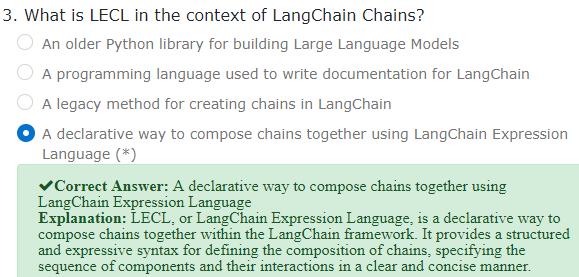 3. What is LECL in the context of LangChain Chains?
An older Python library for building Large Language Models
A programming language used to write documentation for LangChain
A legacy method for creating chains in LangChain
A declarative way to compose chains together using LangChain Expression
Language (*)
✔Correct Answer: A declarative way to compose chains together using
LangChain Expression Language
Explanation: LECL, or LangChain Expression Language, is a declarative way to
compose chains together within the LangChain framework. It provides a structured
and expressive syntax for defining the composition of chains, specifying the
sequence of components and their interactions in a clear and concise manner.